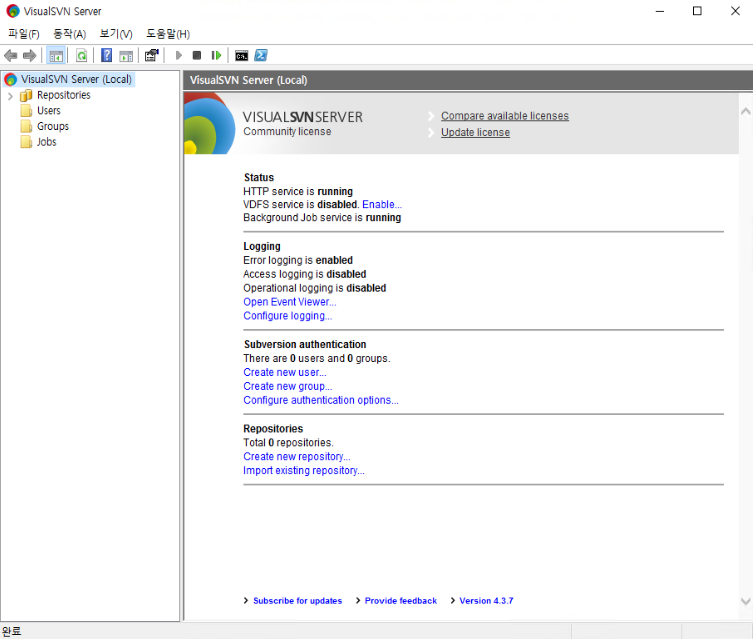 VisualSVN Server
파일(F) 동작(A) 보기(V) 도움말(H)
VisualSVN Server (Local)
Repositories
Users
Groups
Jobs
VisualSVN Server (Local)
VISUALSVNSERVER
Community license
Compare available licenses
Update license
Status
HTTP service is running
VDFS service is disabled. Enable...
Background Job service is running
Logging
Error logging is enabled
Access logging is disabled
Operational logging is disabled
Open Event Viewer...
Configure logging...
Subversion authentication
There are 0 users and 0 groups.
Create new user...
Create new group...
Configure authentication options...
Repositories
Total 0 repositories.
Create new repository...
Import existing repository...
Subscribe for updates Provide feedback Version 4.3.7
완료